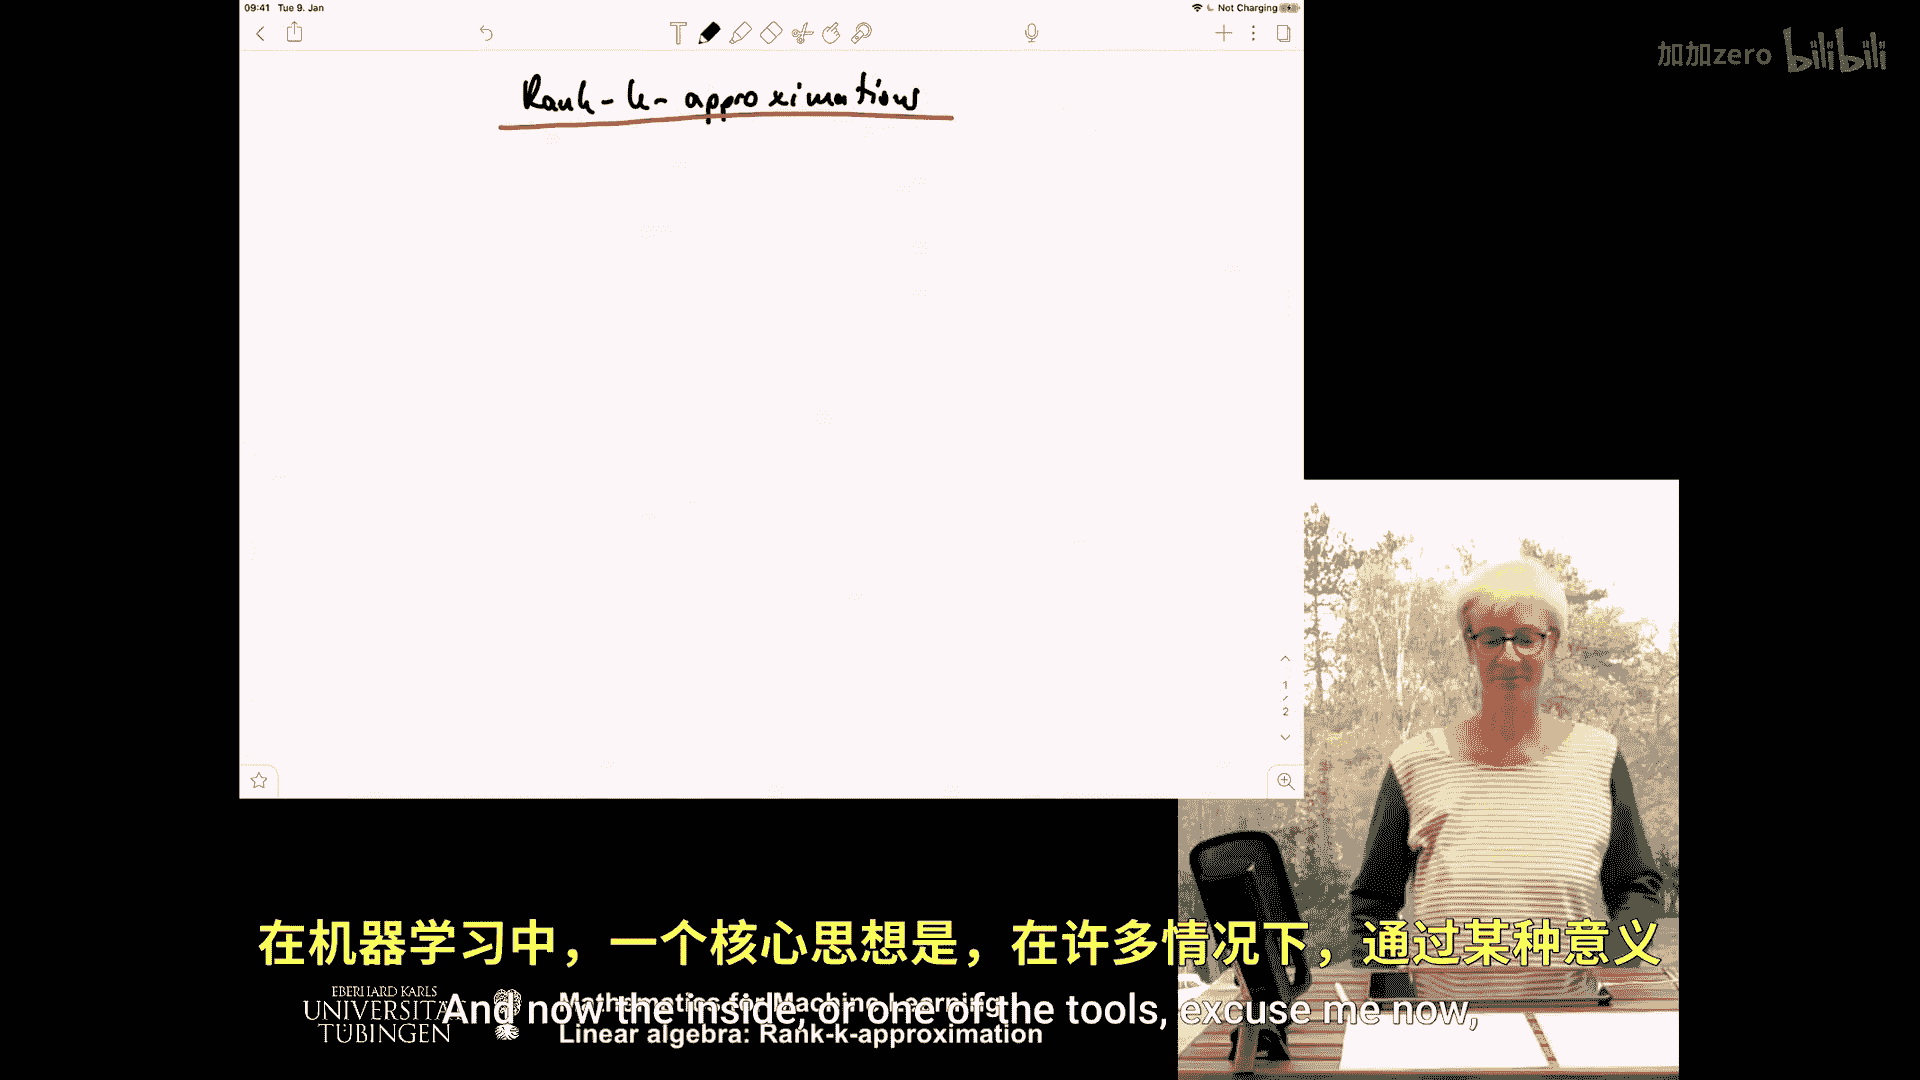 09:41 Tue 9. Jan
Not Charging
加加zero bilibili
Rank-k-approximations
1
2
在机器学习中，一个核心思想是，在许多情况下，通过某种意义
And now the inside, or one of the tools, excuse me now,
EBERHARD KARLS
UNIVERSITÄT
TÜBINGEN
Mathematics for Machine Learning
Linear algebra: Rank-k-approximation